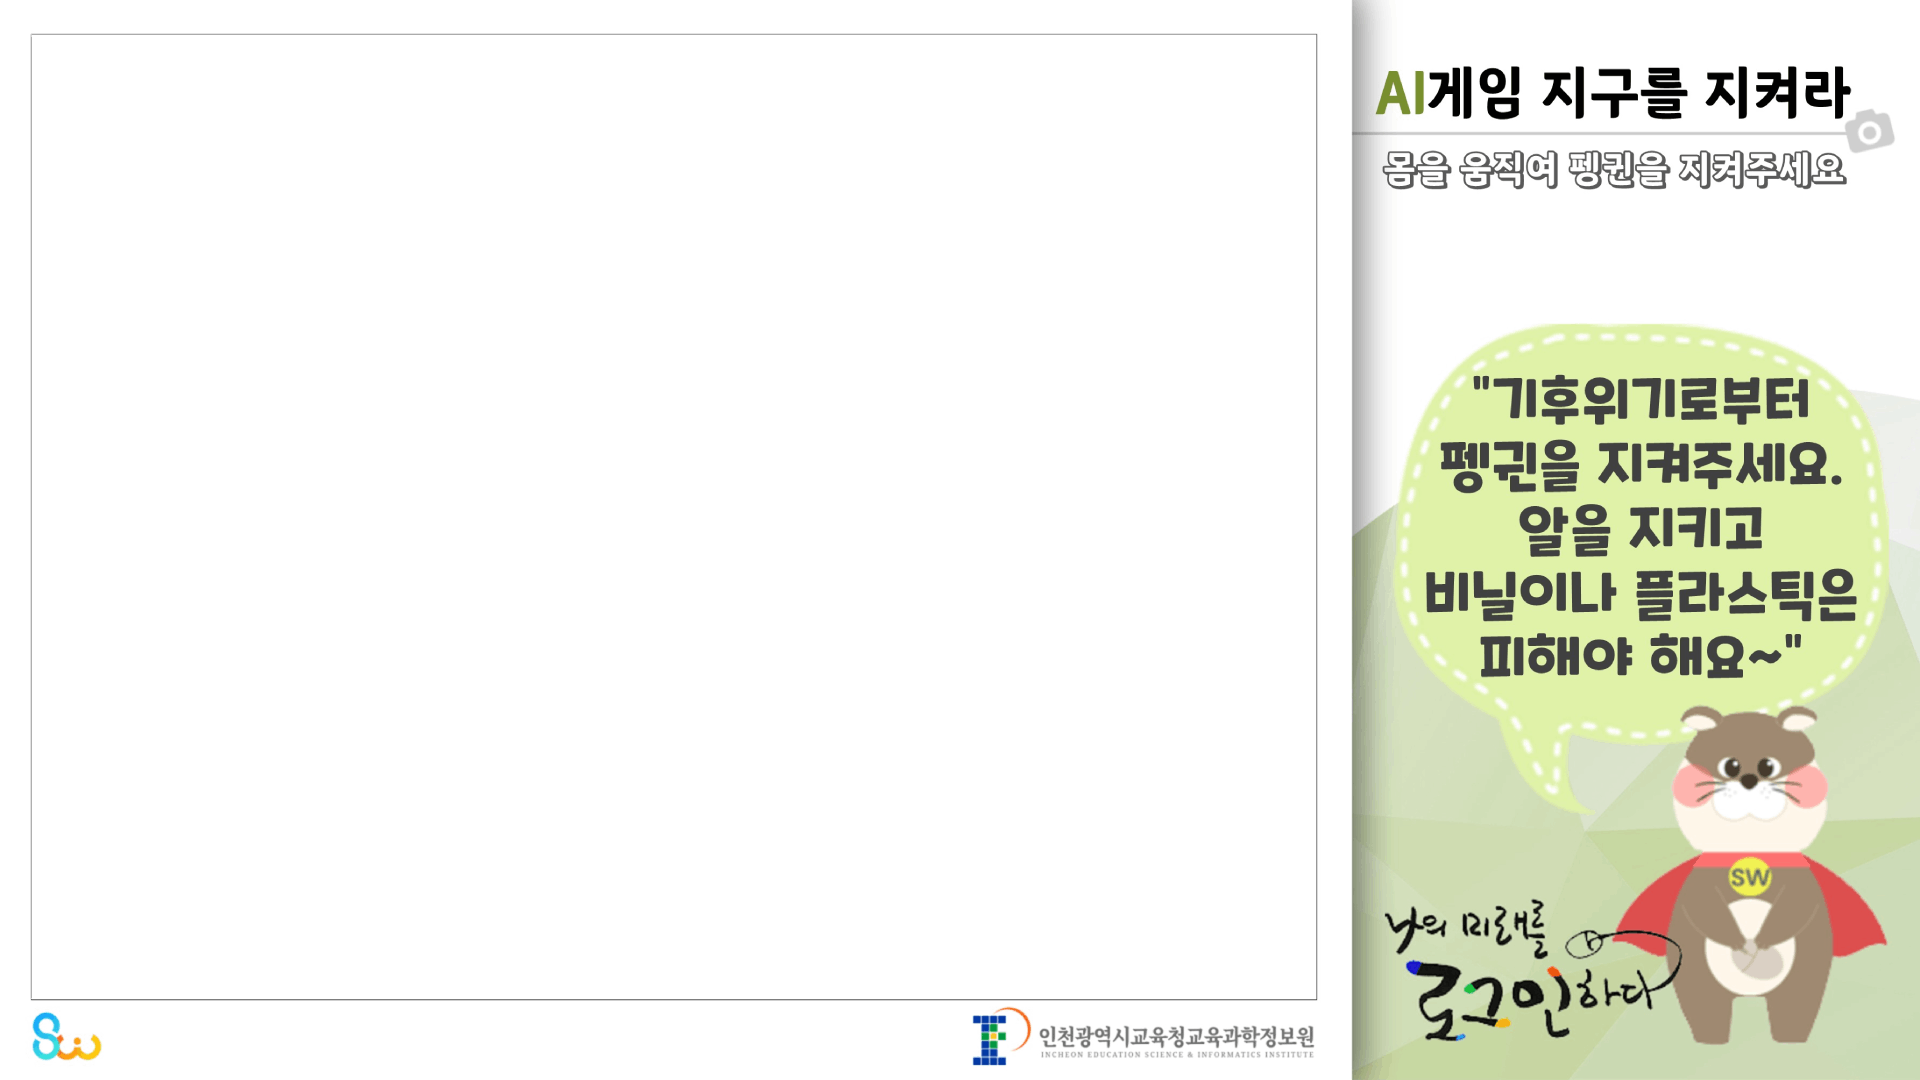 AI게임 지구를 지켜라
몸을 움직여 펭귄을 지켜주세요
"기후위기로부터
펭귄을 지켜주세요.
알을 지키고
비닐이나 플라스틱은
피해야 해요~"
SW
나의 미래를
로그인하다
SW
인천광역시교육청교육과학정보원
INCHEON EDUCATION SCIENCE & INFORMATICS INSTITUTE